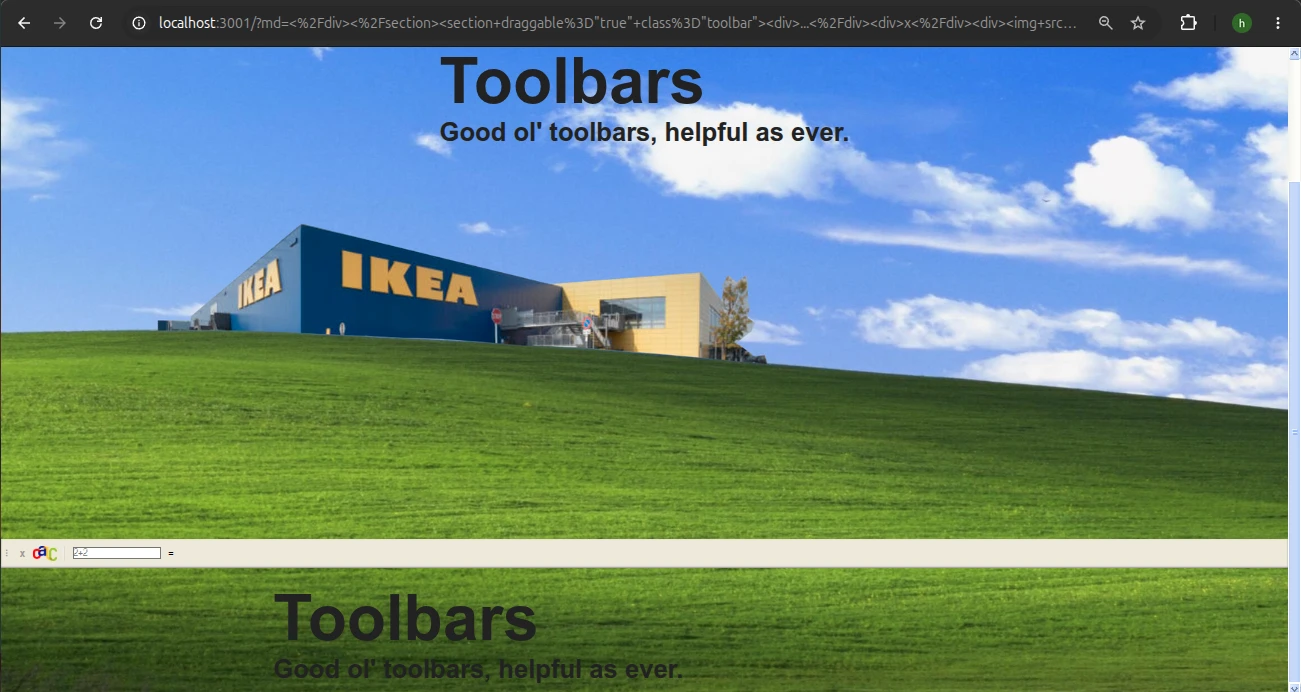 localhost:3001/?md=<%2Fdiv><%2Fsection><section+draggable%3D"true"+class%3D"toolbar"><div>...<%2Fdiv><div>x<%2Fdiv><div><img+src...
h
Toolbars
Good ol' toolbars, helpful as ever.
IKEA IKEA
x calc 2+2 =
Toolbars
Good ol' toolbars, helpful as ever.